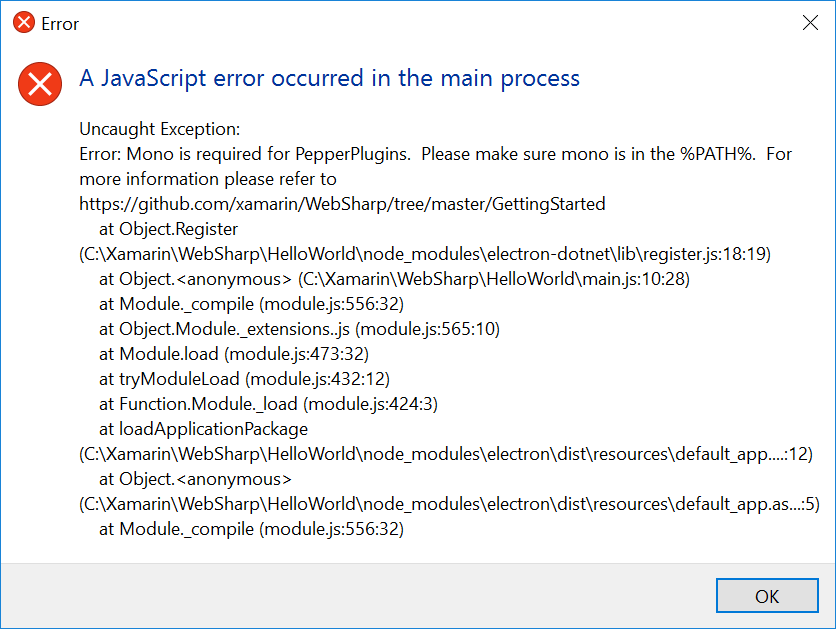 Error
A JavaScript error occurred in the main process
Uncaught Exception:
Error: Mono is required for PepperPlugins.  Please make sure mono is in the %PATH%.  For
more information please refer to
https://github.com/xamarin/WebSharp/tree/master/GettingStarted
at Object.Register
(C:\Xamarin\WebSharp\HelloWorld\node_modules\electron-dotnet\lib\register.js:18:19)
at Object.<anonymous> (C:\Xamarin\WebSharp\HelloWorld\main.js:10:28)
at Module._compile (module.js:556:32)
at Object.Module._extensions..js (module.js:565:10)
at Module.load (module.js:473:32)
at tryModuleLoad (module.js:432:12)
at Function.Module._load (module.js:424:3)
at loadApplicationPackage
(C:\Xamarin\WebSharp\HelloWorld\node_modules\electron\dist\resources\default_app....:12)
at Object.<anonymous>
(C:\Xamarin\WebSharp\HelloWorld\node_modules\electron\dist\resources\default_app.as...:5)
at Module._compile (module.js:556:32)
OK